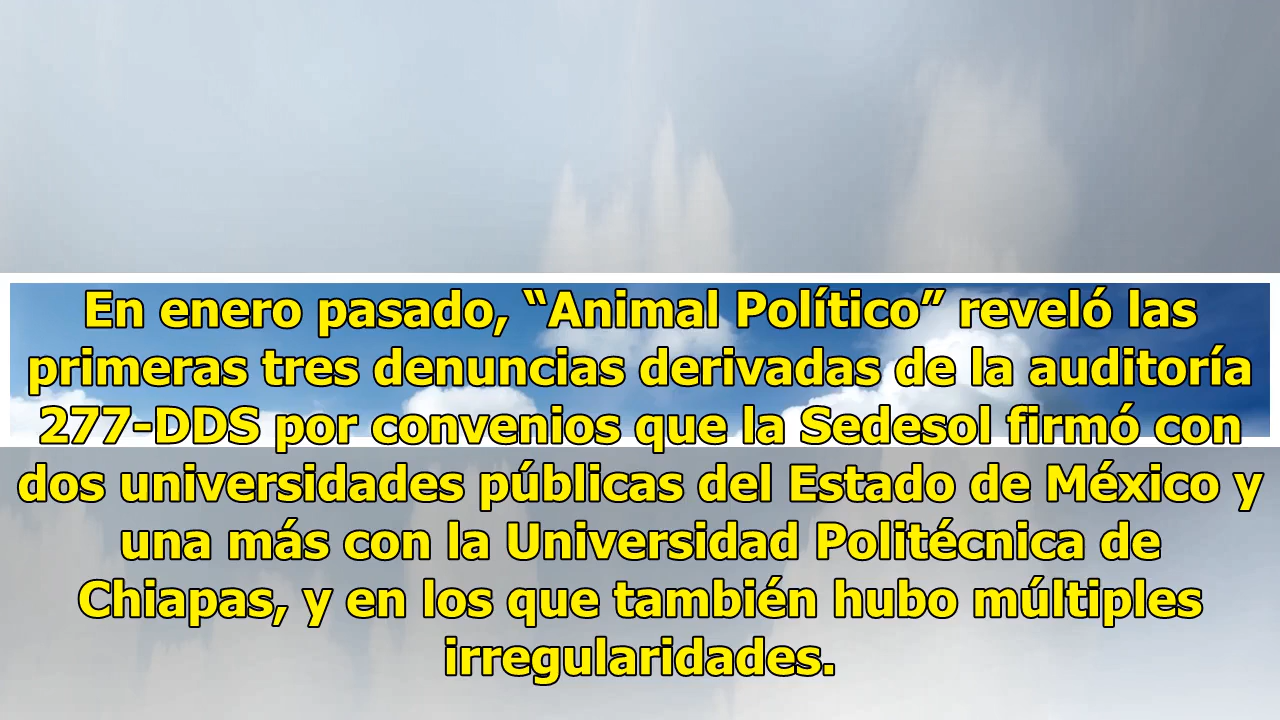 En enero pasado, “Animal Político” reveló las
primeras tres denuncias derivadas de la auditoría
277-DDS por convenios que la Sedesol firmó con
dos universidades públicas del Estado de México y
una más con la Universidad Politécnica de
Chiapas, y en los que también hubo múltiples
irregularidades.